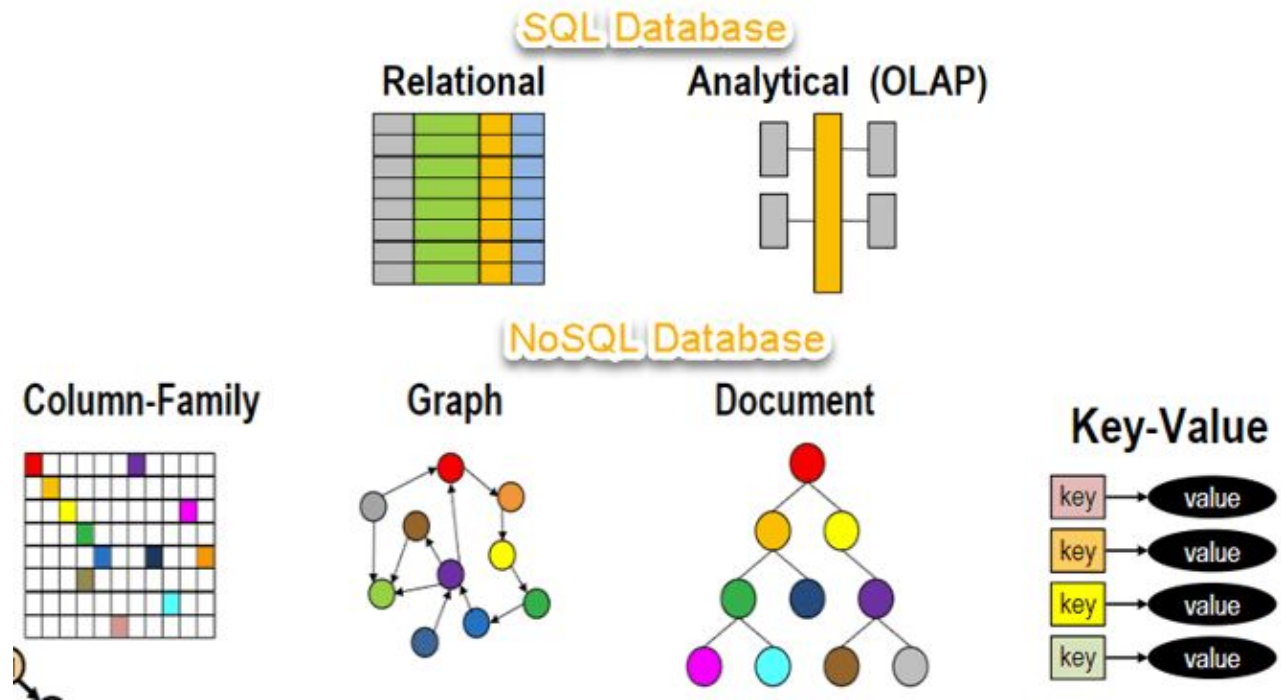 SQL Database
Relational
Analytical (OLAP)
NoSQL Database
Column-Family
Graph
Document
Key-Value
key value
key value
key value
key value